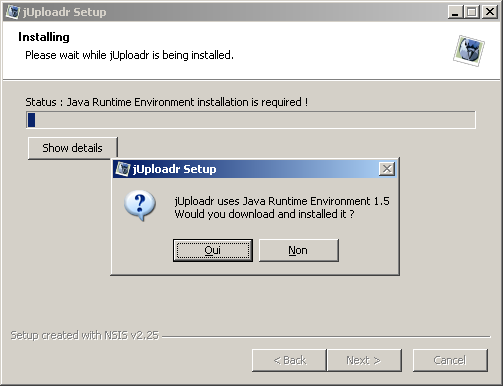 jUploadr Setup
Installing
Please wait while jUploadr is being installed.
Status : Java Runtime Environment installation is required !
Show details
jUploadr Setup
jUploadr uses Java Runtime Environment 1.5
Would you download and installed it ?
Oui
Non
Setup created with NSIS v2.25
< Back
Next >
Cancel